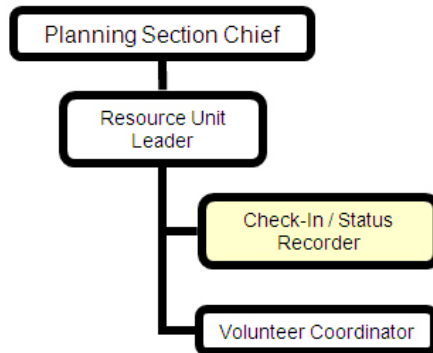 Planning Section Chief
Resource Unit
Leader
Check-In / Status
Recorder
Volunteer Coordinator